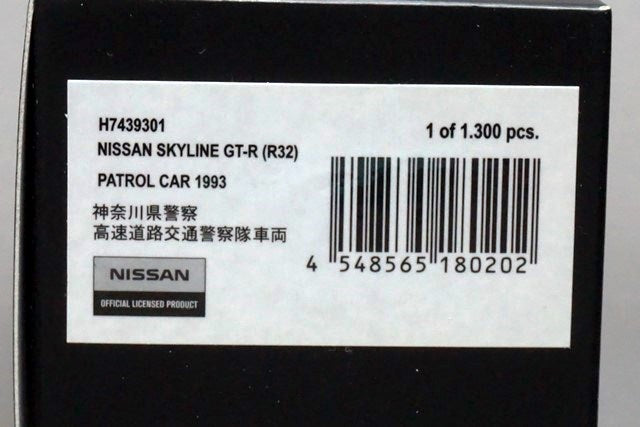 H7439301
1 of 1.300 pcs.
NISSAN SKYLINE GT-R (R32)
PATROL CAR 1993
神奈川県警察
高速道路交通警察隊車両
NISSAN
OFFICIAL LICENSED PRODUCT
4 548565 180202